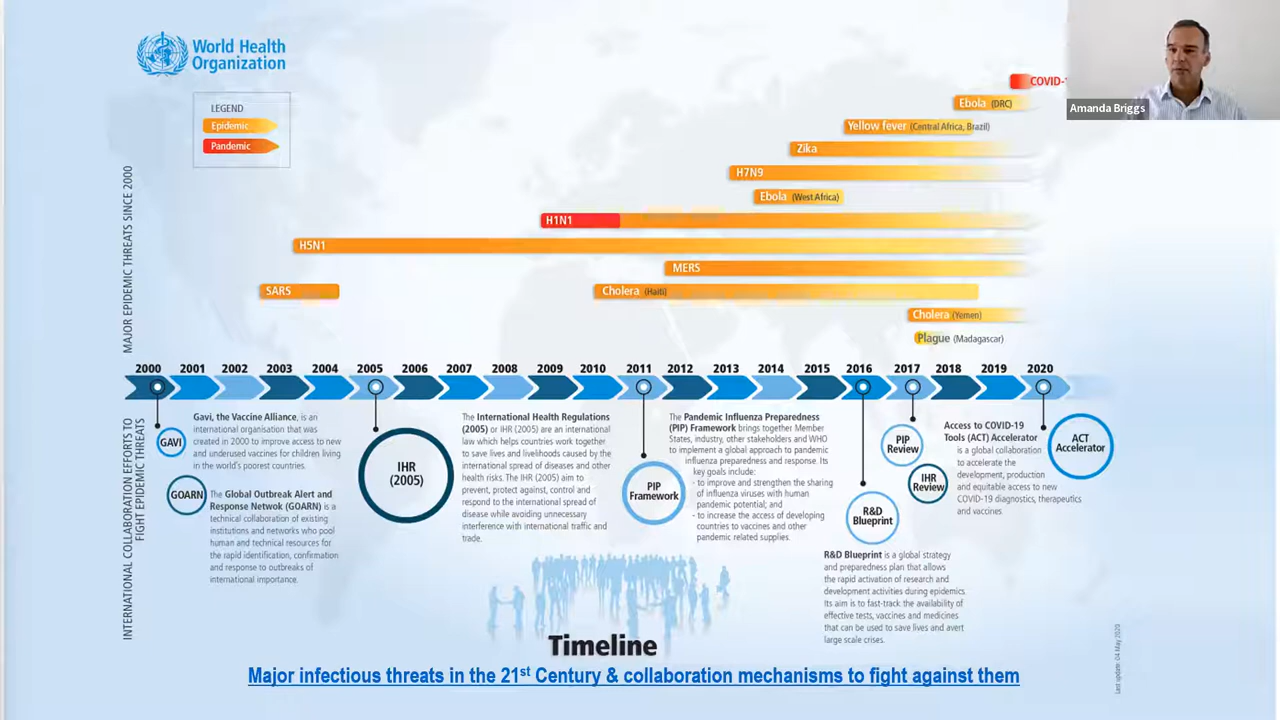 World Health
Organization
LEGEND
Epidemic
Pandemic
MAJOR EPIDEMIC THREATS SINCE 2000
COVID-
Amanda Briggs
Ebola (DRC)
Yellow fever (Central Africa, Brazil)
Zika
H7N9
Ebola (West Africa)
H1N1
H5N1
MERS
SARS
Cholera (Haiti)
Cholera (Yemen)
Plague (Madagascar)
2000 2001 2002 2003 2004 2005 2006 2007 2008 2009 2010 2011 2012 2013 2014 2015 2016 2017 2018 2019 2020
INTERNATIONAL COLLABORATION EFFORTS TO
FIGHT EPIDEMIC THREATS
GAVI
Gavi, the Vaccine Alliance, is an
international organisation that was
created in 2000 to improve access to new
and underused vaccines for children living
in the world's poorest countries.
GOARN
The Global Outbreak Alert and
Response Netwok (GOARN) is a
technical collaboration of existing
institutions and networks who pool
human and technical resources for
the rapid identification, confirmation
and response to outbreaks of
international importance.
IHR
(2005)
The International Health Regulations
(2005) or IHR (2005) are an international
law which helps countries work together
to save lives and livelihoods caused by the
international spread of diseases and other
health risks. The IHR (2005) aim to
prevent, protect against, control and
respond to the international spread of
disease while avoiding unnecessary
interference with international traffic and
trade.
PIP
Framework
The Pandemic Influenza Preparedness
(PIP) Framework brings together Member
States, industry, other stakeholders and WHO
to implement a global approach to pandemic
influenza preparedness and response. Its
key goals include:
- to improve and strengthen the sharing
of influenza viruses with human
pandemic potential; and
- to increase the access of developing
countries to vaccines and other
pandemic related supplies.
R&D
Blueprint
R&D Blueprint is a global strategy
and preparedness plan that allows
the rapid activation of research and
development activities during epidemics.
Its aim is to fast-track the availability of
effective tests, vaccines and medicines
that can be used to save lives and avert
large scale crises.
PIP
Review
IHR
Review
Access to COVID-19
Tools (ACT) Accelerator
is a global collaboration
to accelerate the
development, production
and equitable access to new
COVID-19 diagnostics, therapeutics
and vaccines.
ACT
Accelerator
Timeline
Major infectious threats in the 21st Century & collaboration mechanisms to fight against them
Last update: 04 May 2020